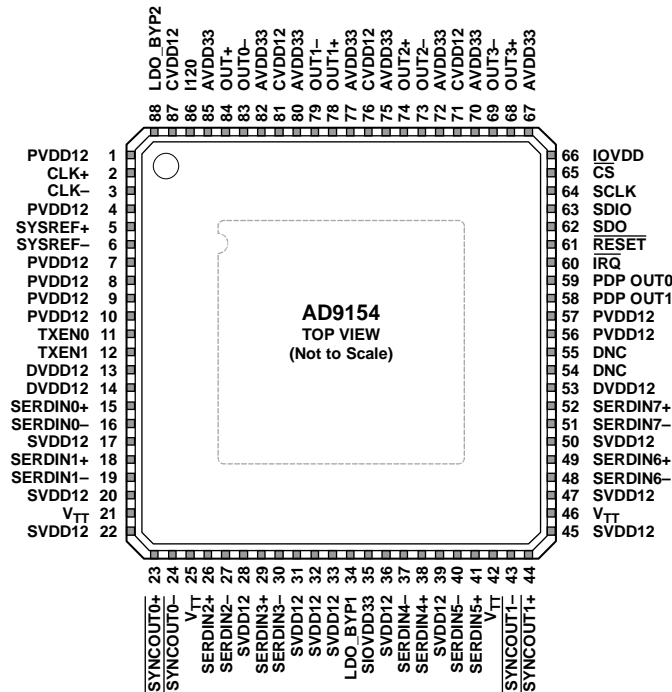 88 LDO_BYP2
87 CVDD12
86 I120
85 AVDD33
84 OUT+
83 OUT0–
82 AVDD33
81 CVDD12
80 AVDD33
79 OUT1–
78 OUT1+
77 AVDD33
76 CVDD12
75 AVDD33
74 OUT2+
73 OUT2–
72 AVDD33
71 CVDD12
70 AVDD33
69 OUT3–
68 OUT3+
67 AVDD33
PVDD12 1
CLK+ 2
CLK– 3
PVDD12 4
SYSREF+ 5
SYSREF– 6
PVDD12 7
PVDD12 8
PVDD12 9
PVDD12 10
TXEN0 11
TXEN1 12
DVDD12 13
DVDD12 14
SERDIN0+ 15
SERDIN0– 16
SVDD12 17
SERDIN1+ 18
SERDIN1– 19
SVDD12 20
VTT 21
SVDD12 22
AD9154
TOP VIEW
(Not to Scale)
66 IOVDD
65 CS
64 SCLK
63 SDIO
62 SDO
61 RESET
60 IRQ
59 PDP OUT0
58 PDP OUT1
57 PVDD12
56 PVDD12
55 DNC
54 DNC
53 DVDD12
52 SERDIN7+
51 SERDIN7–
50 SVDD12
49 SERDIN6+
48 SERDIN6–
47 SVDD12
46 VTT
45 SVDD12
SYNCOUT0+ 23
SYNCOUT0– 24
VTT 25
SERDIN2+ 26
SERDIN2– 27
SVDD12 28
SERDIN3+ 29
SERDIN3– 30
SVDD12 31
SVDD12 32
SVDD12 33
LDO_BYP1 34
SIOVDD33 35
SVDD12 36
SERDIN4– 37
SERDIN4+ 38
SVDD12 39
SERDIN5– 40
SERDIN5+ 41
VTT 42
SYNCOUT1– 43
SYNCOUT1+ 44